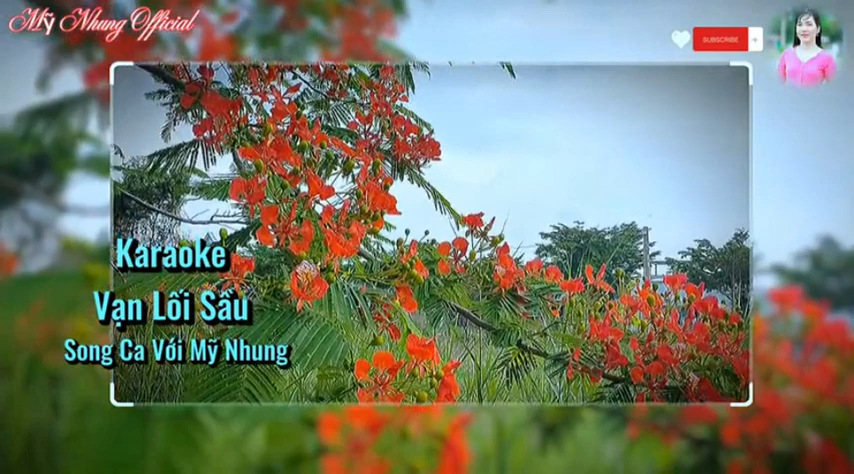 Mỹ Nhung Official
SUBSCRIBE
Karaoke
Vạn Lối Sầu
Song Ca Với Mỹ Nhung